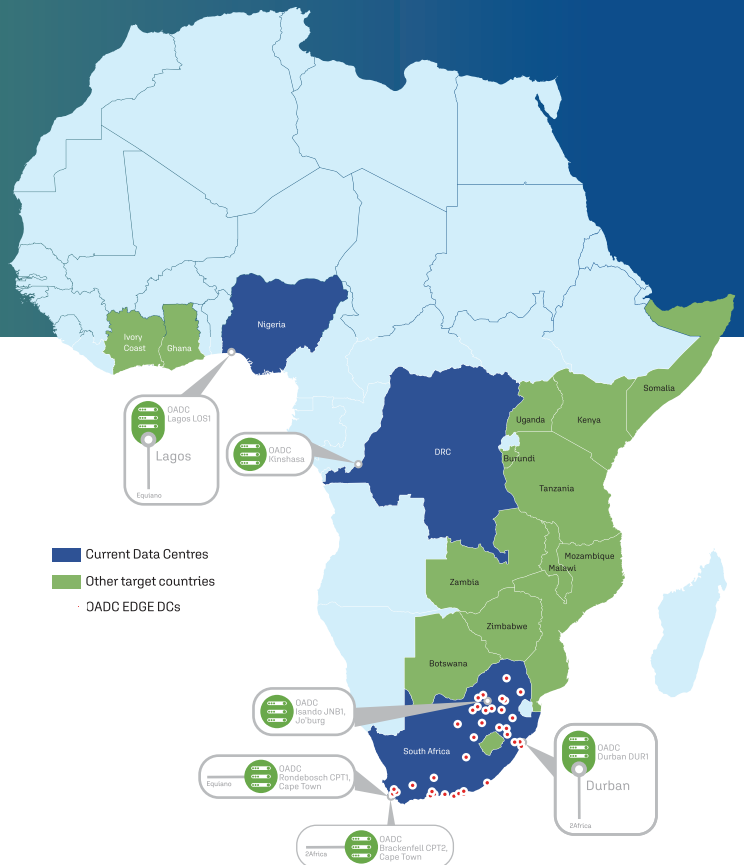 Nigeria
Ivory
Coast
Ghana
OADC
Lagos LOS1
Lagos
Equiano
OADC
Kinshasa
DRC
Somalia
Uganda
Kenya
Burundi
Tanzania
Mozambique
Malawi
Zambia
Zimbabwe
Botswana
South Africa
Current Data Centres
Other target countries
OADC EDGE DCs
OADC
Isando JNB1,
Jo'burg
Equiano
OADC
Rondebosch CPT1,
Cape Town
2Africa
OADC
Brackenfell CPT2,
Cape Town
OADC
Durban DUR1
Durban
2Africa